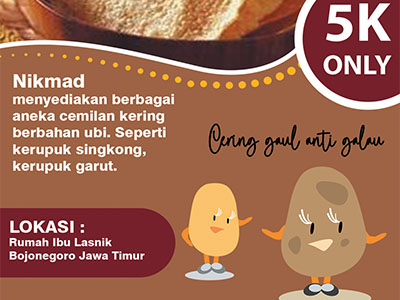 5K
ONLY
Nikmad
menyediakan berbagai
aneka cemilan kering
berbahan ubi. Seperti
kerupuk singkong,
kerupuk garut.
Cering gaul anti galau
LOKASI :
Rumah Ibu Lasnik
Bojonegoro Jawa Timur